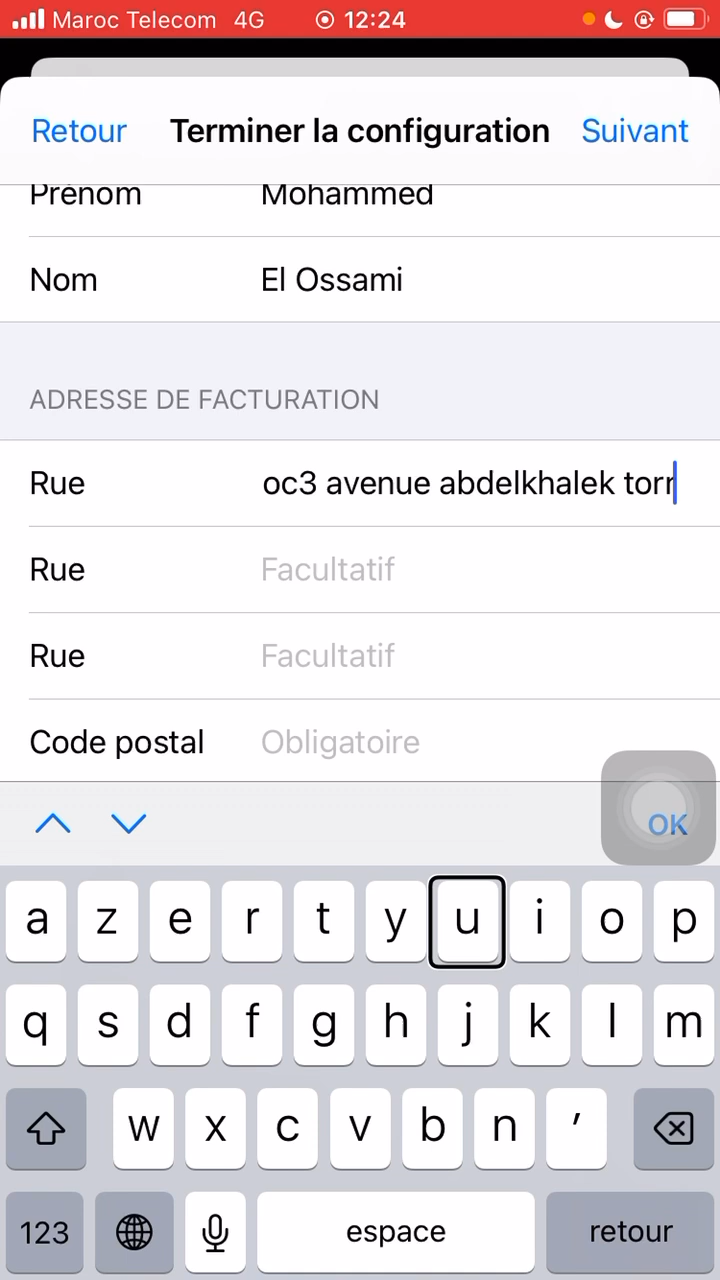 Maroc Telecom 4G 12:24
Retour Terminer la configuration Suivant
Prénom Mohammed
Nom El Ossami
ADRESSE DE FACTURATION
Rue oc3 avenue abdelkhalek torr
Rue Facultatif
Rue Facultatif
Code postal Obligatoire
OK
a z e r t y u i o p
q s d f g h j k l m
w x c v b n ’
123 espace retour